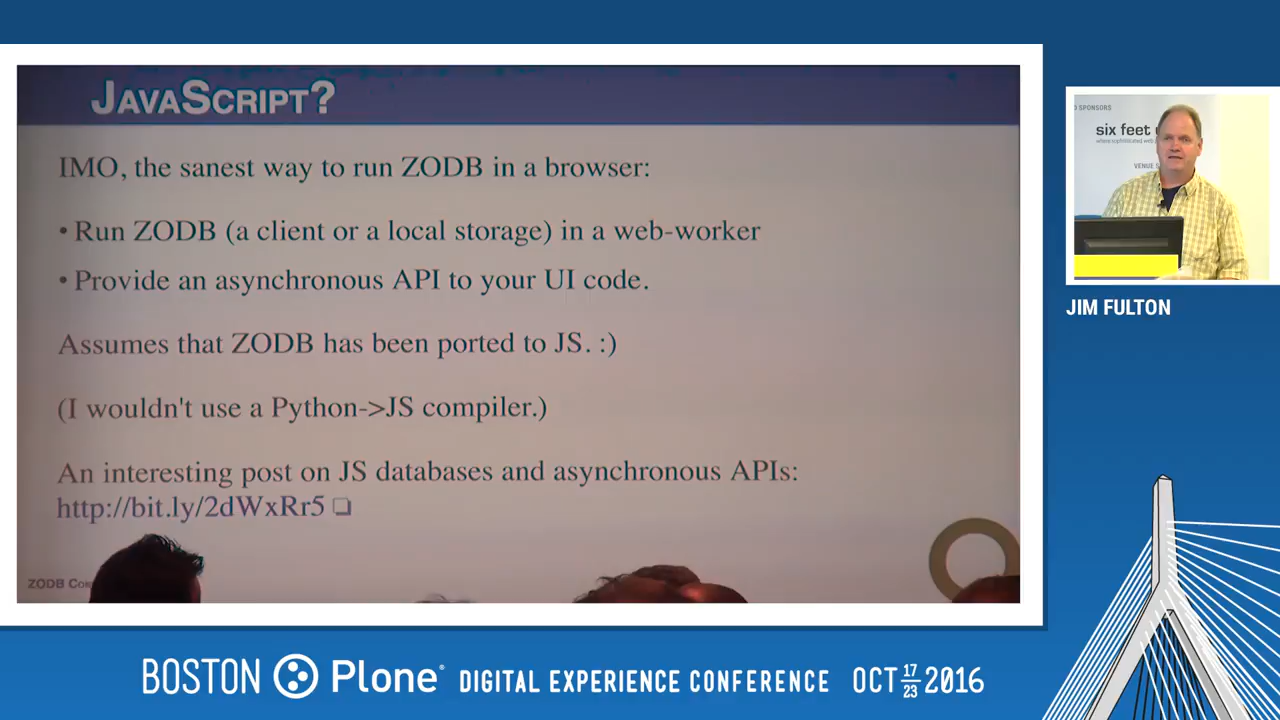 JAVASCRIPT?
IMO, the sanest way to run ZODB in a browser:
• Run ZODB (a client or a local storage) in a web-worker
• Provide an asynchronous API to your UI code.
Assumes that ZODB has been ported to JS. :)
(I wouldn't use a Python->JS compiler.)
An interesting post on JS databases and asynchronous APIs:
http://bit.ly/2dWxRr5
ZODB
SPONSORS
six feet
VENUE
JIM FULTON
BOSTON Plone® DIGITAL EXPERIENCE CONFERENCE OCT 17 23 2016